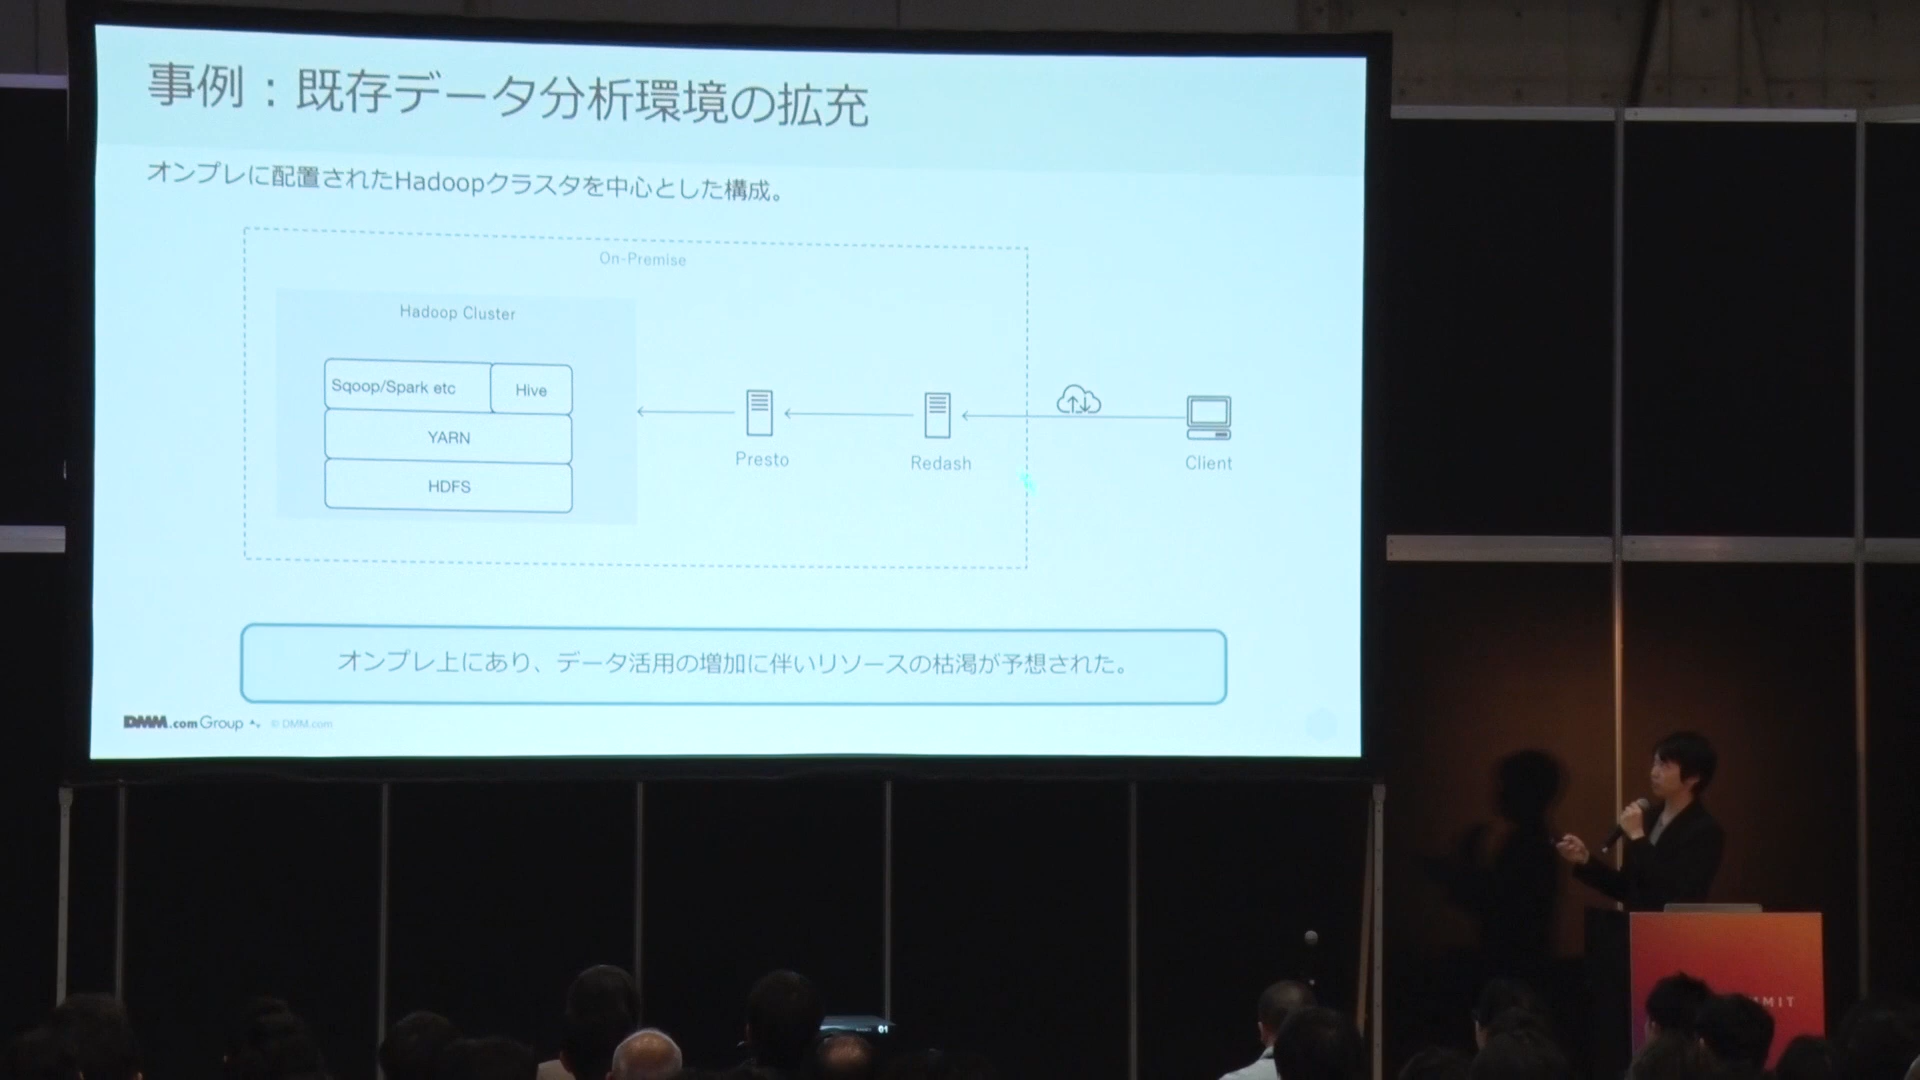 事例：既存データ分析環境の拡充
オンプレに配置されたHadoopクラスタを中心とした構成。
On-Premise
Hadoop Cluster
Sqoop/Spark etc
Hive
YARN
HDFS
Presto
Redash
Client
オンプレ上にあり、データ活用の増加に伴いリソースの枯渇が予想された。
DMM.com Group
© DMM.com
MMIT
01